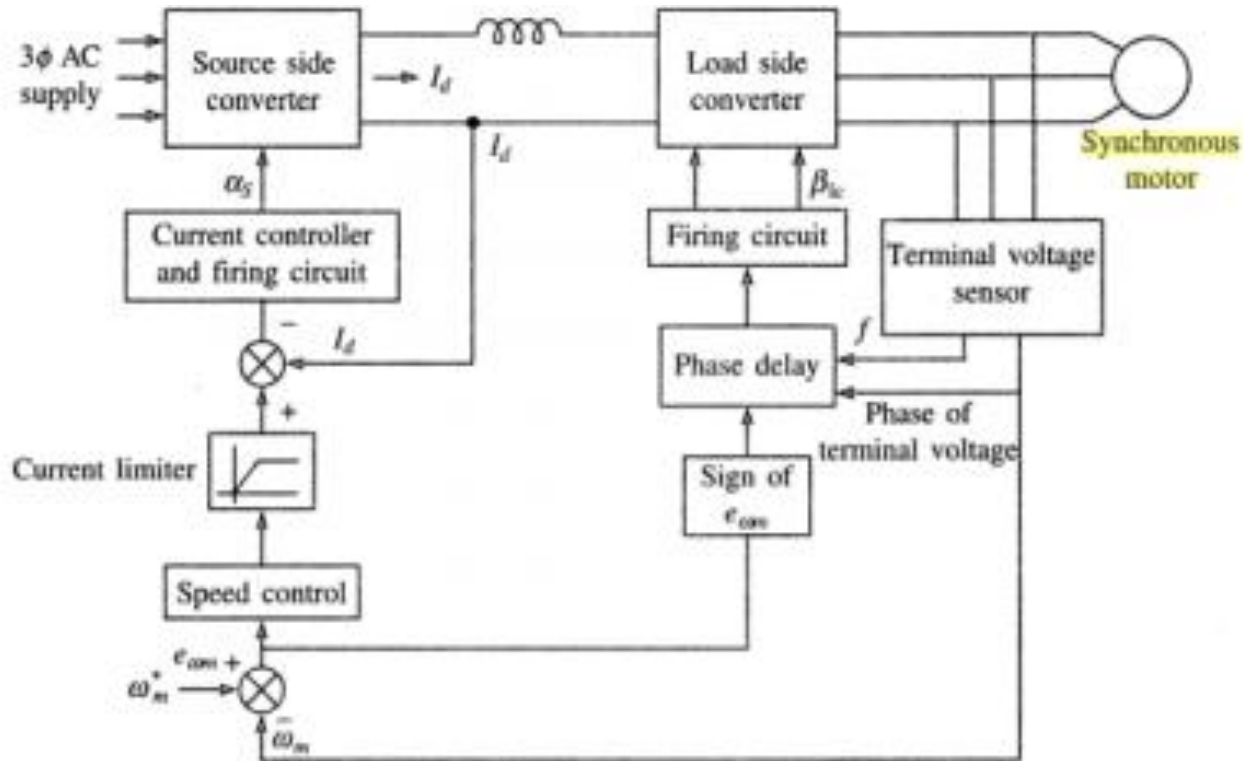 3ϕ AC
supply
Source side
converter
I_d
I_d
Load side
converter
Synchronous
motor
α_S
β_lc
Current controller
and firing circuit
Firing circuit
Terminal voltage
sensor
−
I_d
f
Phase delay
+
Phase of
terminal voltage
Current limiter
Sign of
e_ωm
Speed control
e_ωm +
ω*_m
−
ω_m